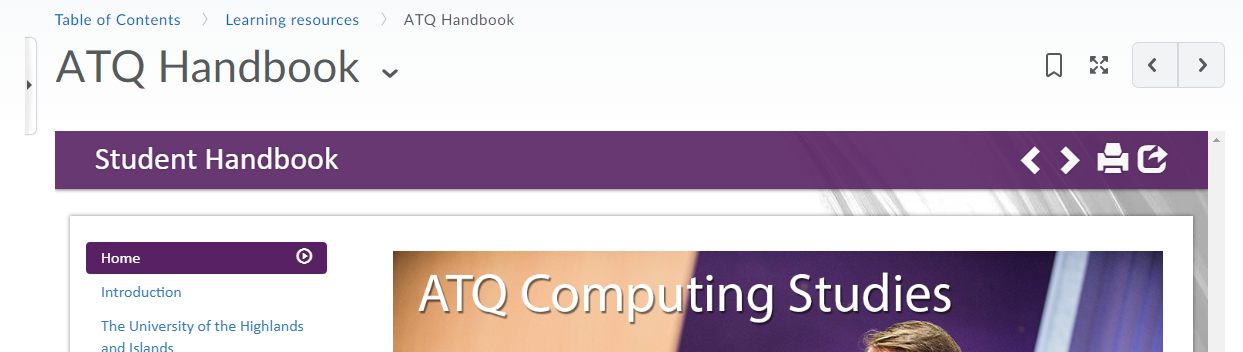 Table of Contents > Learning resources > ATQ Handbook
ATQ Handbook
Student Handbook
Home
Introduction
The University of the Highlands
and Islands
ATQ Computing Studies